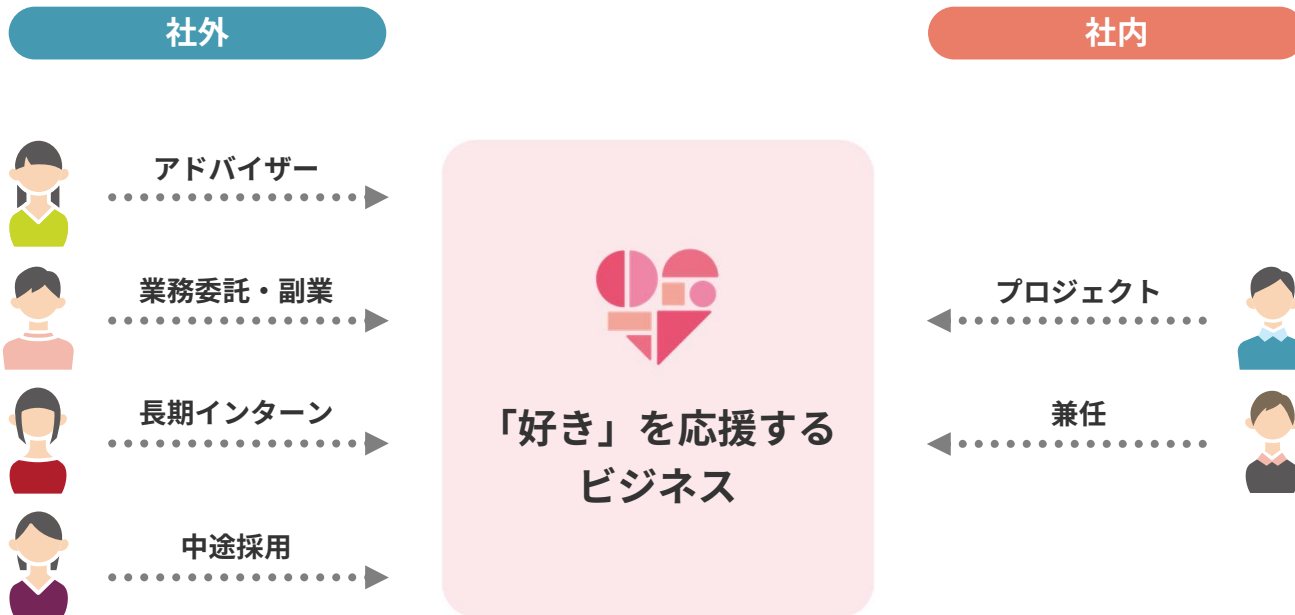 社外
社内
アドバイザー
業務委託・副業
長期インターン
中途採用
「好き」を応援する
ビジネス
プロジェクト
兼任